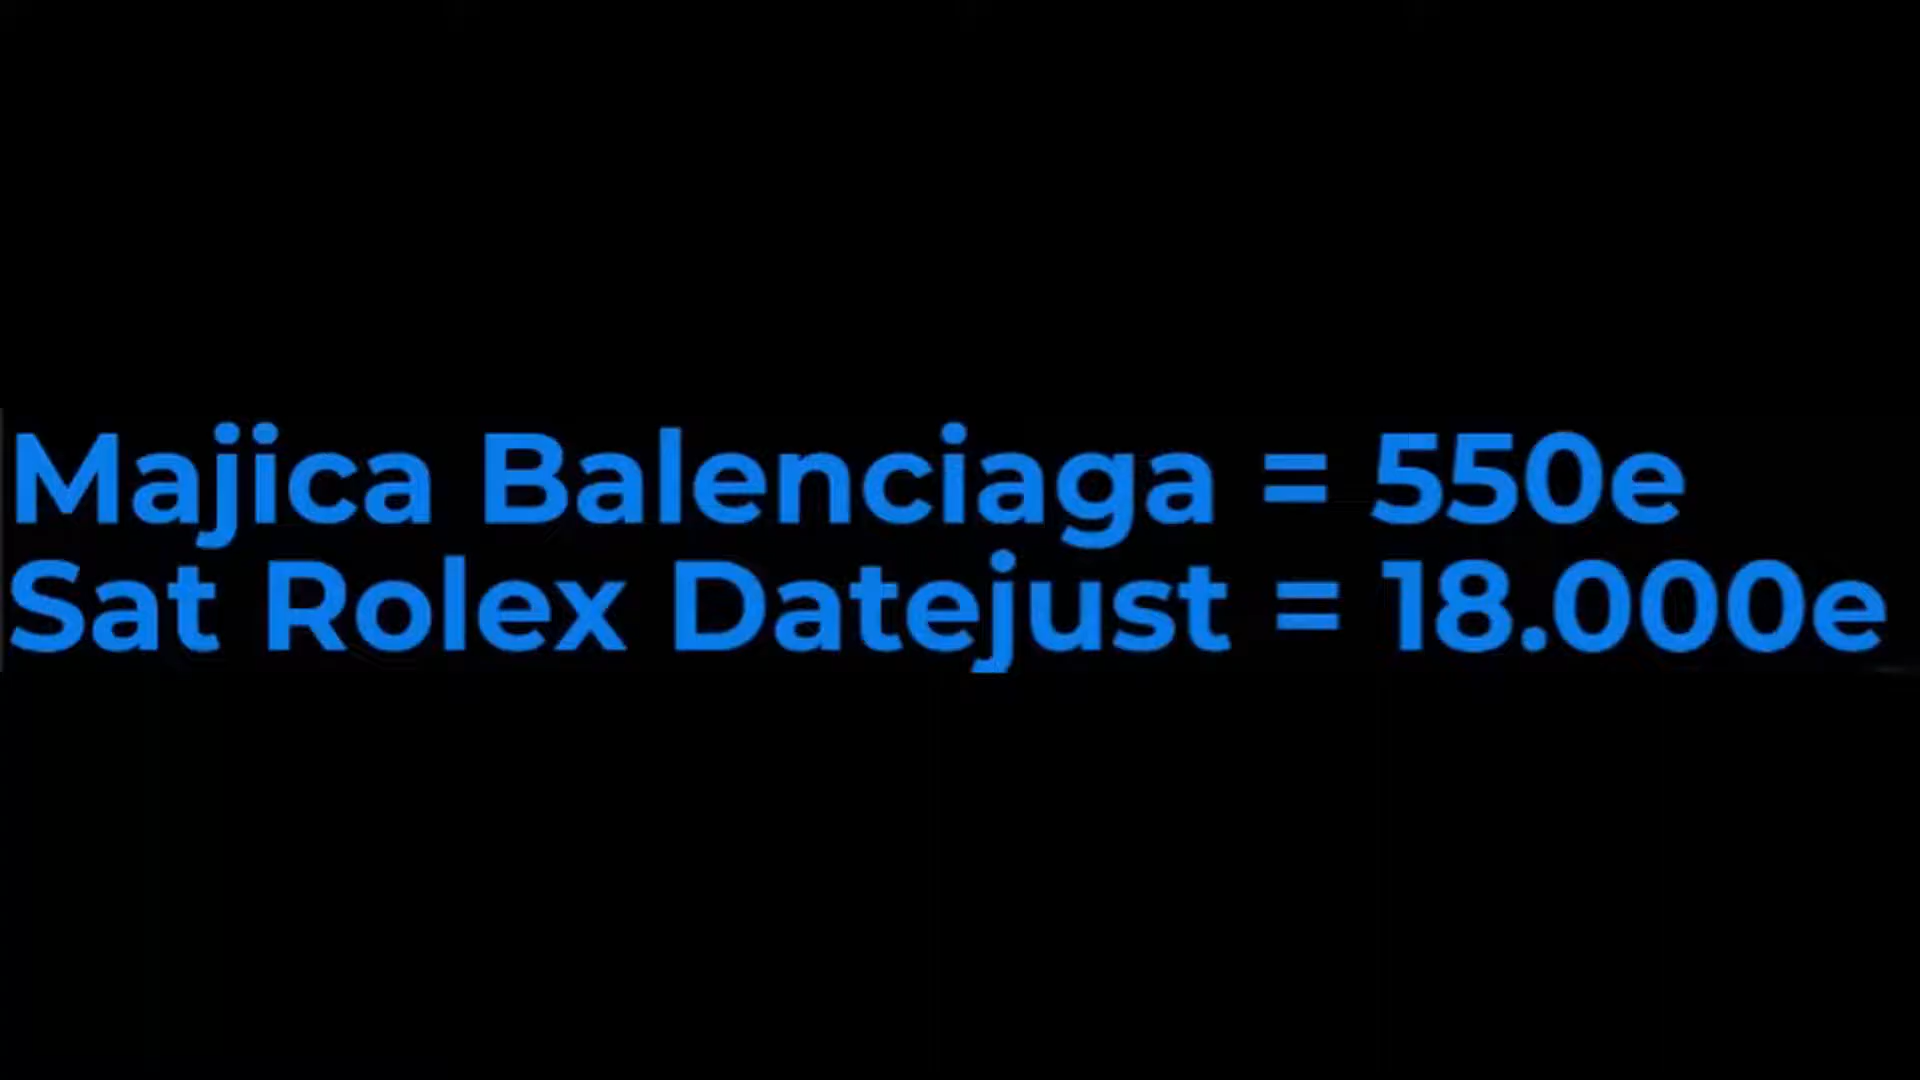 Majica Balenciaga = 550e
Sat Rolex Datejust = 18.000e